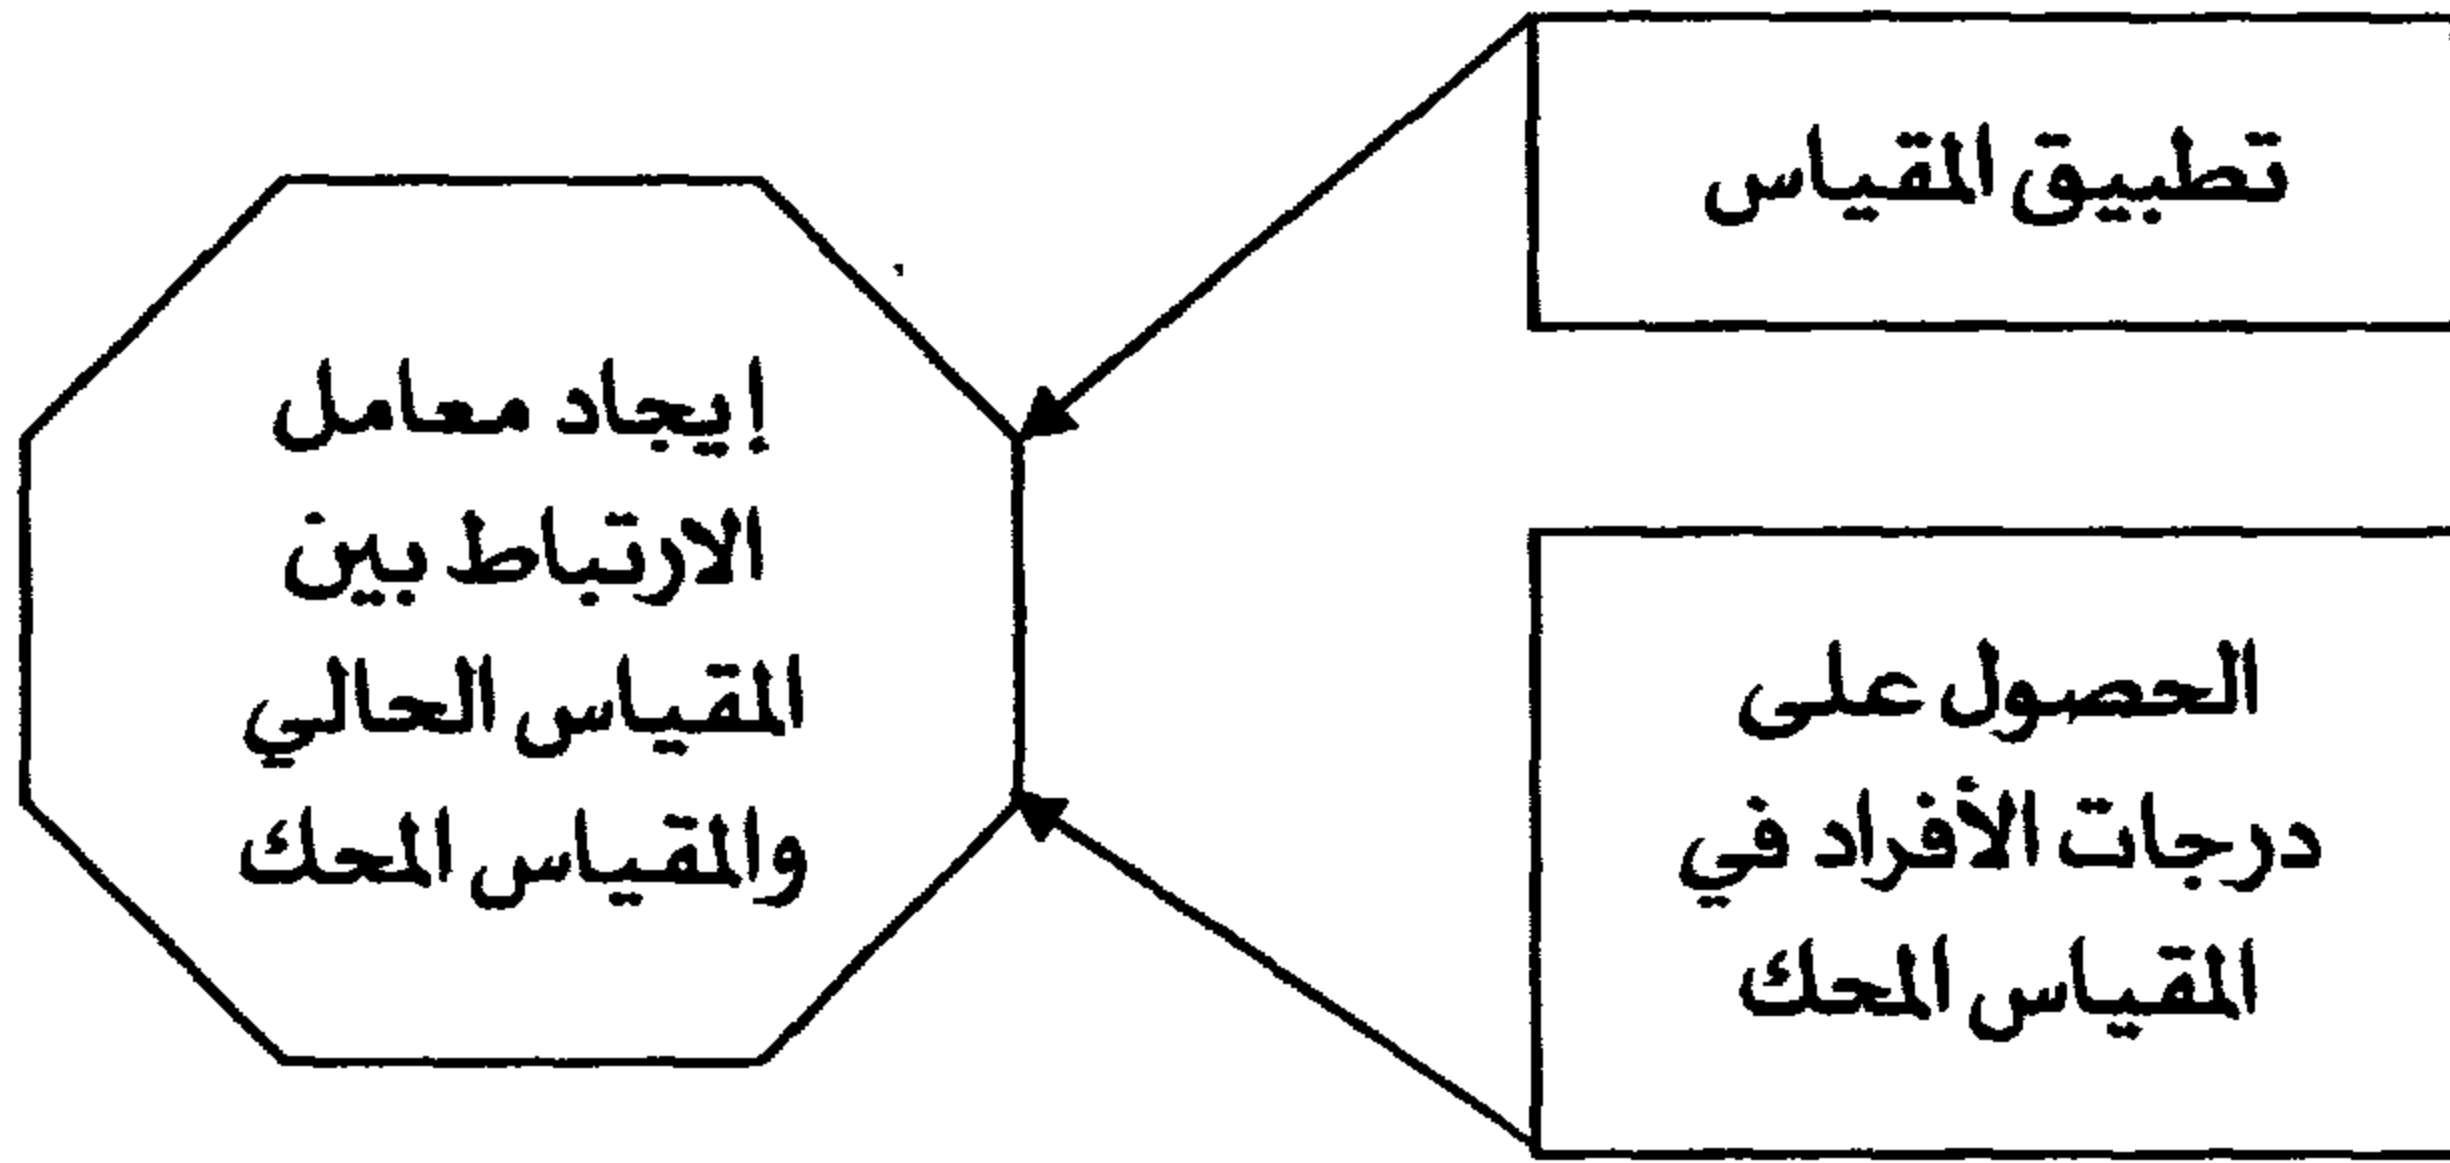 تطبيق المقياس
الحصول على
درجات الأفراد في
المقياس المحك
إيجاد معامل
الارتباط بين
المقياس الحالي
والمقياس المحك